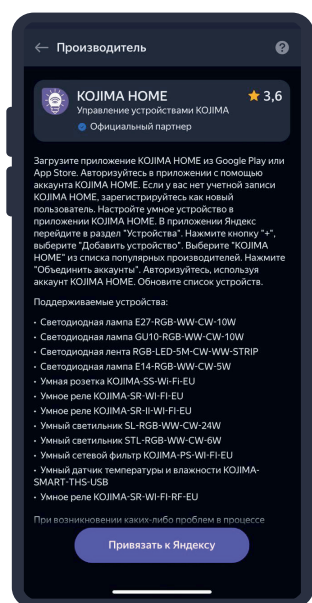 Производитель
?
KOJIMA HOME
3,6
Управление устройствами KOJIMA
Официальный партнер
Загрузите приложение KOJIMA HOME из Google Play или
App Store. Авторизуйтесь в приложении с помощью
аккаунта KOJIMA HOME. Если у вас нет учетной записи
KOJIMA HOME, зарегистрируйтесь как новый
пользователь. Настройте умное устройство в
приложении KOJIMA HOME. В приложении Яндекс
перейдите в раздел "Устройства". Нажмите кнопку "+",
выберите "Добавить устройство". Выберите "KOJIMA
HOME" из списка популярных производителей. Нажмите
"Объединить аккаунты". Авторизуйтесь, используя
аккаунт KOJIMA HOME. Обновите список устройств.
Поддерживаемые устройства:
• Светодиодная лампа E27-RGB-WW-CW-10W
• Светодиодная лампа GU10-RGB-WW-CW-10W
• Светодиодная лента RGB-LED-5M-CW-WW-STRIP
• Светодиодная лампа E14-RGB-WW-CW-5W
• Умная розетка KOJIMA-SS-Wi-Fi-EU
• Умное реле KOJIMA-SR-WI-FI-EU
• Умное реле KOJIMA-SR-II-WI-FI-EU
• Умный светильник SL-RGB-WW-CW-24W
• Умный светильник STL-RGB-WW-CW-6W
• Умный сетевой фильтр KOJIMA-PS-WI-FI-EU
• Умный датчик температуры и влажности KOJIMA-
SMART-THS-USB
• Умное реле KOJIMA-SR-WI-FI-RF-EU
При возникновении каких-либо проблем в процессе
Привязать к Яндексу